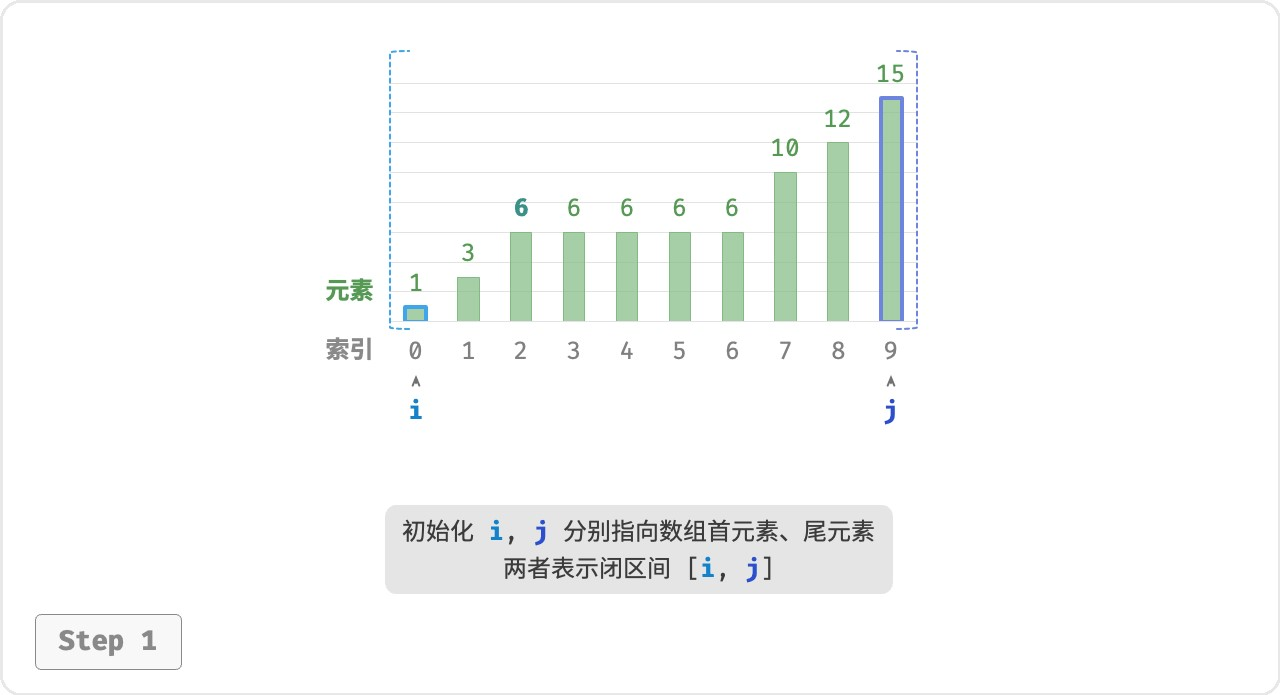 15
12
10
6 6 6 6 6
3
元素 1
索引 0 1 2 3 4 5 6 7 8 9
i j
初始化 i, j 分别指向数组首元素、尾元素
两者表示闭区间 [i, j]
Step 1